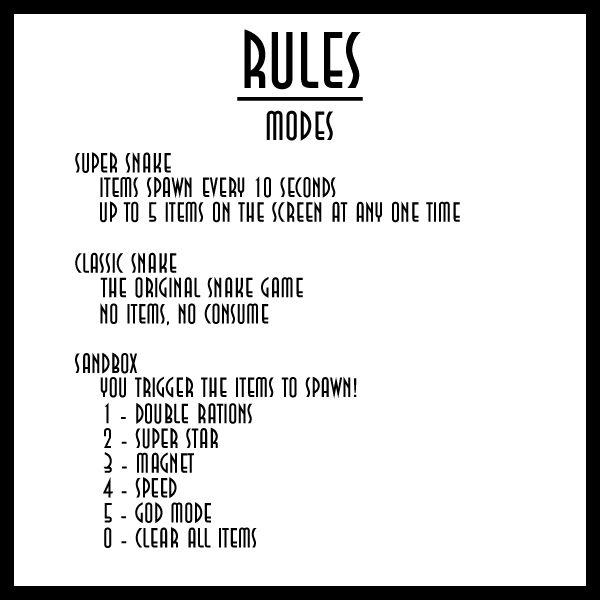 RULES
MODES
SUPER SNAKE
ITEMS SPAWN EVERY 10 SECONDS
UP TO 5 ITEMS ON THE SCREEN AT ANY ONE TIME
CLASSIC SNAKE
THE ORIGINAL SNAKE GAME
NO ITEMS, NO CONSUME
SANDBOX
YOU TRIGGER THE ITEMS TO SPAWN!
1 - DOUBLE RATIONS
2 - SUPER STAR
3 - MAGNET
4 - SPEED
5 - GOD MODE
0 - CLEAR ALL ITEMS